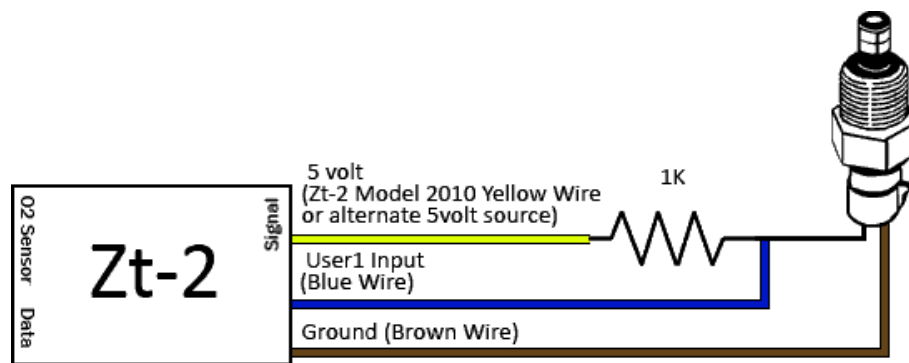 5 volt
(Zt-2 Model 2010 Yellow Wire
or alternate 5volt source)
1K
O2 Sensor
Data
Zt-2
Signal
User1 Input
(Blue Wire)
Ground (Brown Wire)